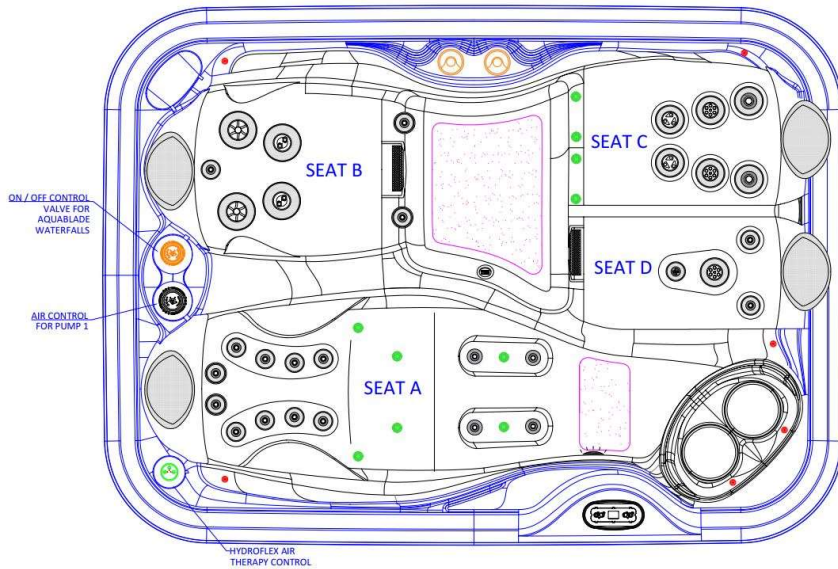 SEAT C
SEAT B
ON / OFF CONTROL
VALVE FOR
AQUABLADE
WATERFALLS
SEAT D
AIR CONTROL
FOR PUMP 1
SEAT A
HYDROFLEX AIR
THERAPY CONTROL